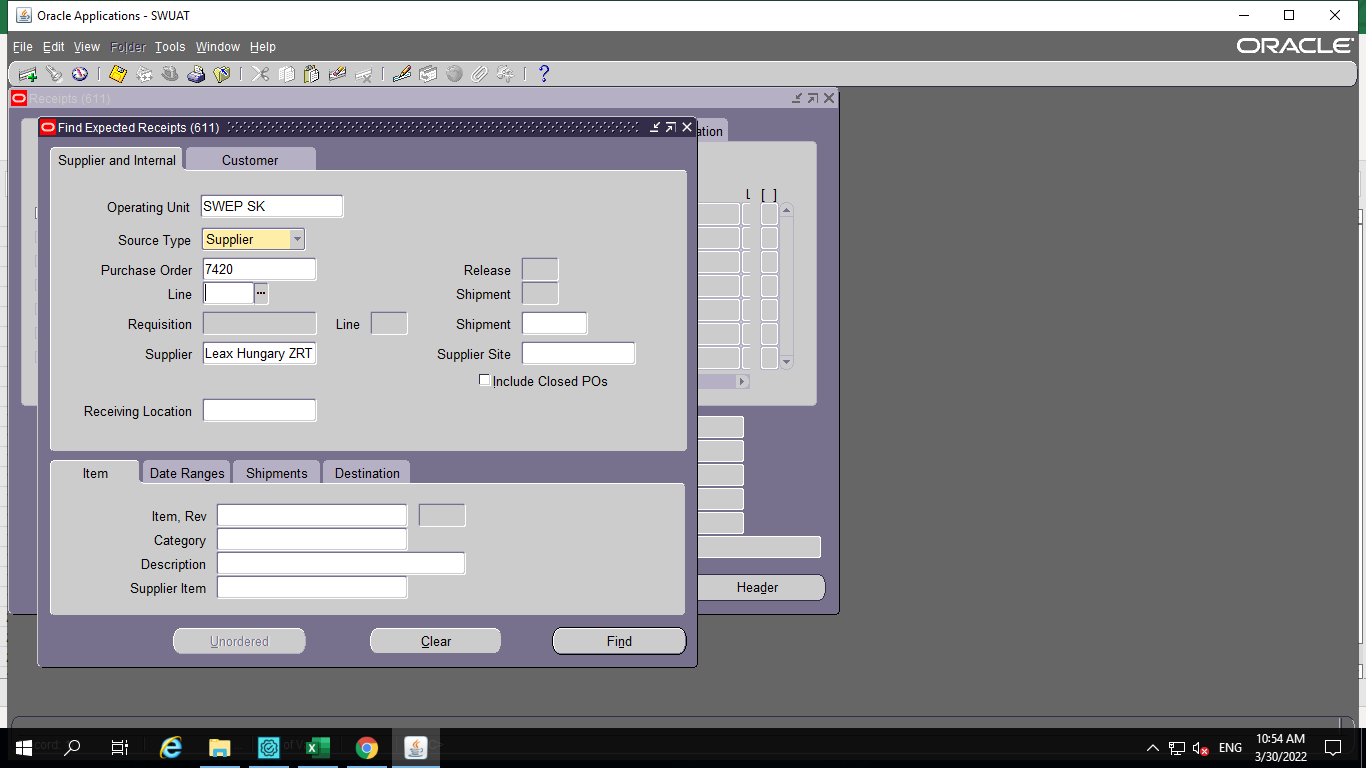 Oracle Applications - SWUAT
File Edit View Folder Tools Window Help
ORACLE
Receipts (611)
Find Expected Receipts (611)
ation
Supplier and Internal
Customer
L [ ]
Operating Unit SWEP SK
Source Type Supplier
Purchase Order 7420
Release
Line
Shipment
Requisition
Line
Shipment
Supplier Leax Hungary ZRT
Supplier Site
Include Closed POs
Receiving Location
Item
Date Ranges
Shipments
Destination
Item, Rev
Category
Description
Supplier Item
Header
Unordered
Clear
Find
ENG
10:54 AM
3/30/2022